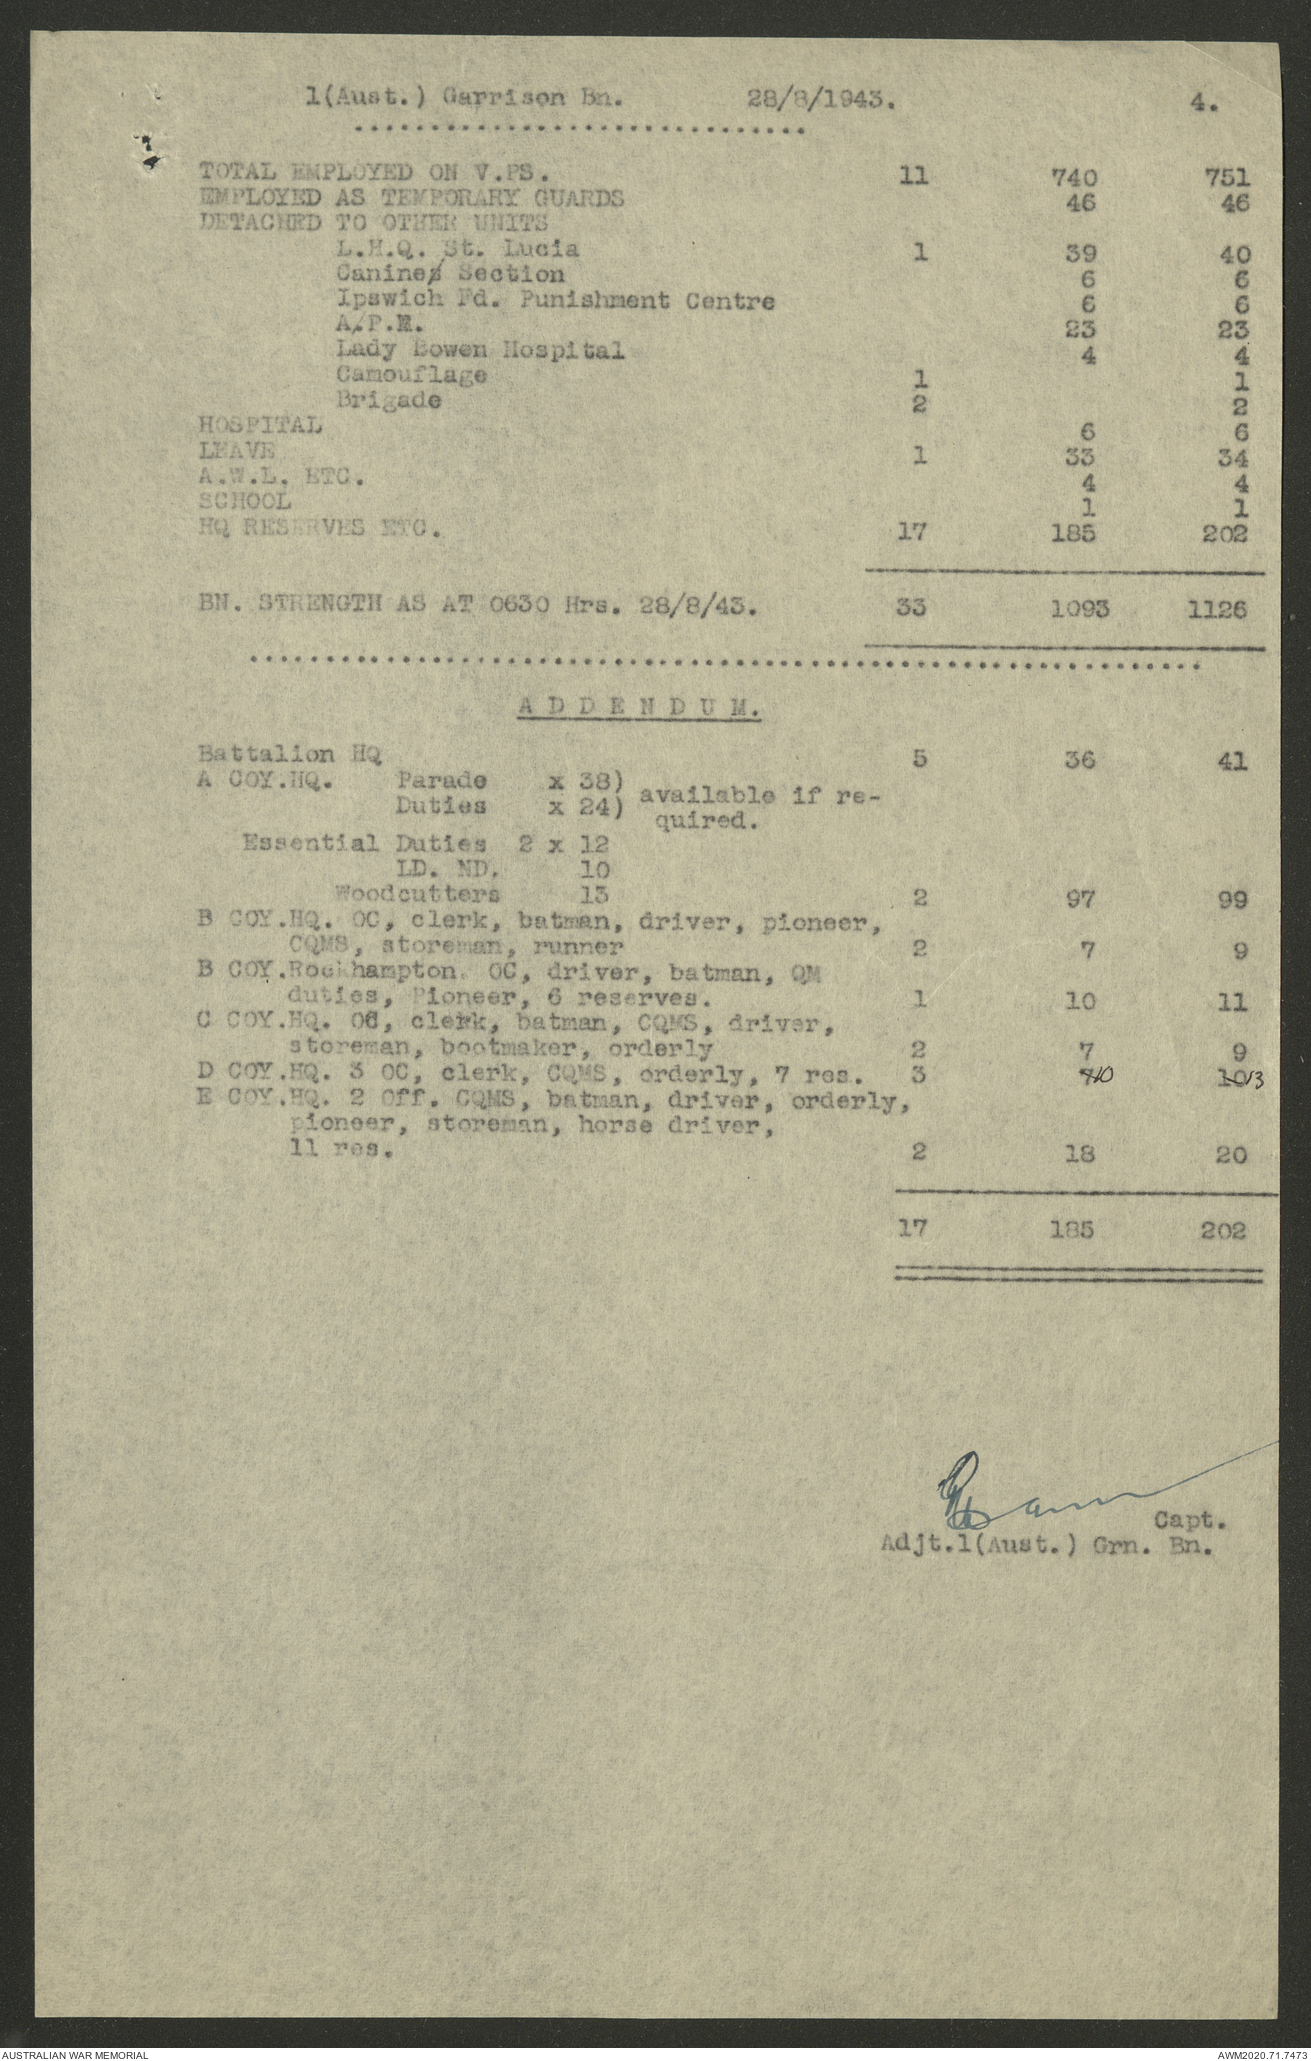 1(Aust.) Garrison Bn. 28/8/1943. 4.
..............................
TOTAL EMPLOYED ON V.PS. 11 740 751
EMPLOYED AS TEMPORARY GUARDS 46 46
DETACHED TO OTHER UNITS
L.H.Q. St. Lucia 1 39 40
Canine Section 6 6
Ipswich Fd. Punishment Centre 6 6
A.P.M. 23 23
Lady Bowen Hospital 4 4
Camouflage 1 1
Brigade 2 2
HOSPITAL 6 6
LEAVE 1 33 34
A.W.L. ETC. 4 4
SCHOOL 1 1
HQ RESERVES ETC. 17 185 202
BN. STRENGTH AS AT 0630 Hrs. 28/8/43. 33 1093 1126
...............................................................
A D D E N D U M.
Battalion HQ 5 36 41
A COY.HQ. Parade x 38)
available if re-
Duties x 24)
quired.
Essential Duties 2 x 12
LD. ND. 10
Woodcutters 13 2 97 99
B COY.HQ. OC, clerk, batman, driver, pioneer,
CQMS, storeman, runner 2 7 9
B COY.Rockhampton. OC, driver, batman, QM
duties, Pioneer, 6 reserves. 1 10 11
C COY.HQ. OC, clerk, batman, CQMS, driver,
storeman, bootmaker, orderly 2 7 9
D COY.HQ. 3 OC, clerk, CQMS, orderly, 7 res. 3 10 13
E COY.HQ. 2 Off. CQMS, batman, driver, orderly,
pioneer, storeman, horse driver,
11 res. 2 18 20
17 185 202
Capt.
Adjt.1(Aust.) Grn. Bn.
AUSTRALIAN WAR MEMORIAL AWM2020.71.7473